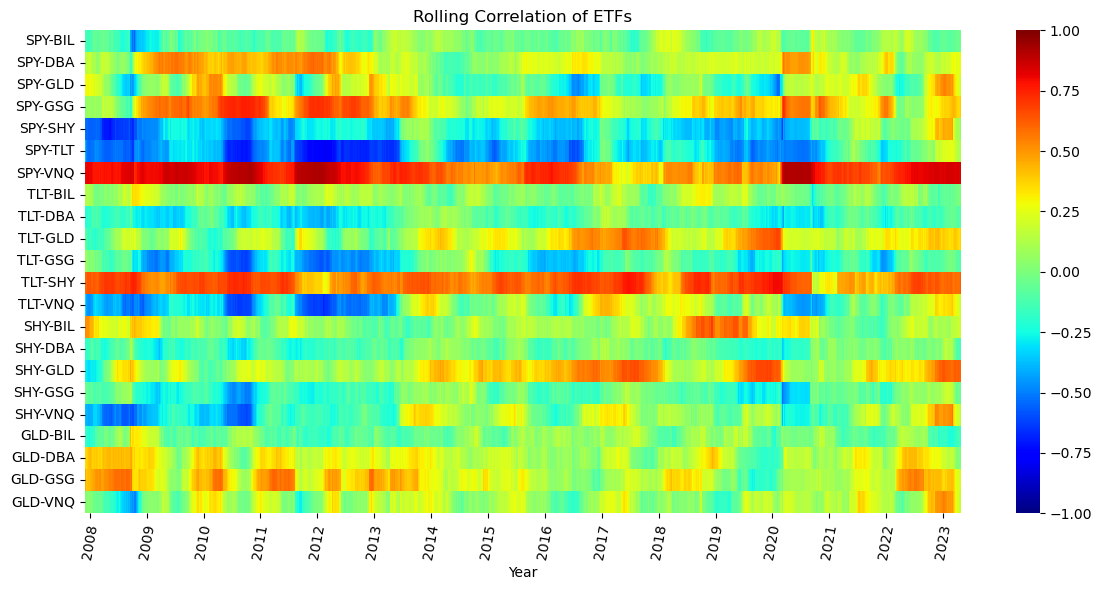 Rolling Correlation of ETFs
SPY-BIL
SPY-DBA
SPY-GLD
SPY-GSG
SPY-SHY
SPY-TLT
SPY-VNQ
TLT-BIL
TLT-DBA
TLT-GLD
TLT-GSG
TLT-SHY
TLT-VNQ
SHY-BIL
SHY-DBA
SHY-GLD
SHY-GSG
SHY-VNQ
GLD-BIL
GLD-DBA
GLD-GSG
GLD-VNQ
2008 2009 2010 2011 2012 2013 2014 2015 2016 2017 2018 2019 2020 2021 2022 2023
Year
1.00
0.75
0.50
0.25
0.00
−0.25
−0.50
−0.75
−1.00